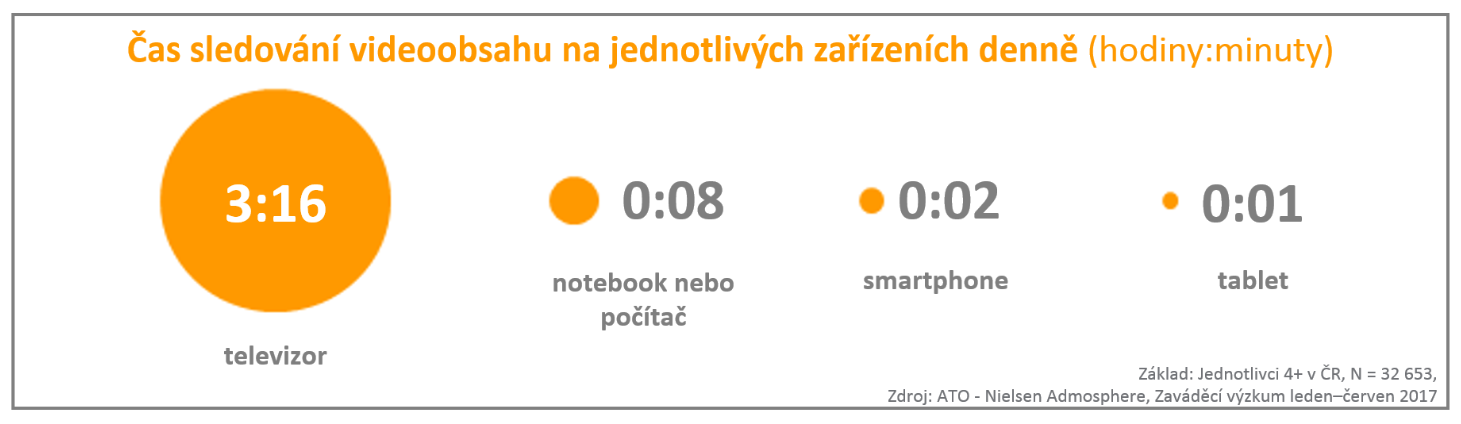 Čas sledování videoobsahu na jednotlivých zařízeních denně (hodiny:minuty)
3:16
televizor
0:08
notebook nebo
počítač
0:02
smartphone
0:01
tablet
Základ: Jednotlivci 4+ v ČR, N = 32 653,
Zdroj: ATO - Nielsen Admosphere, Zaváděcí výzkum leden–červen 2017